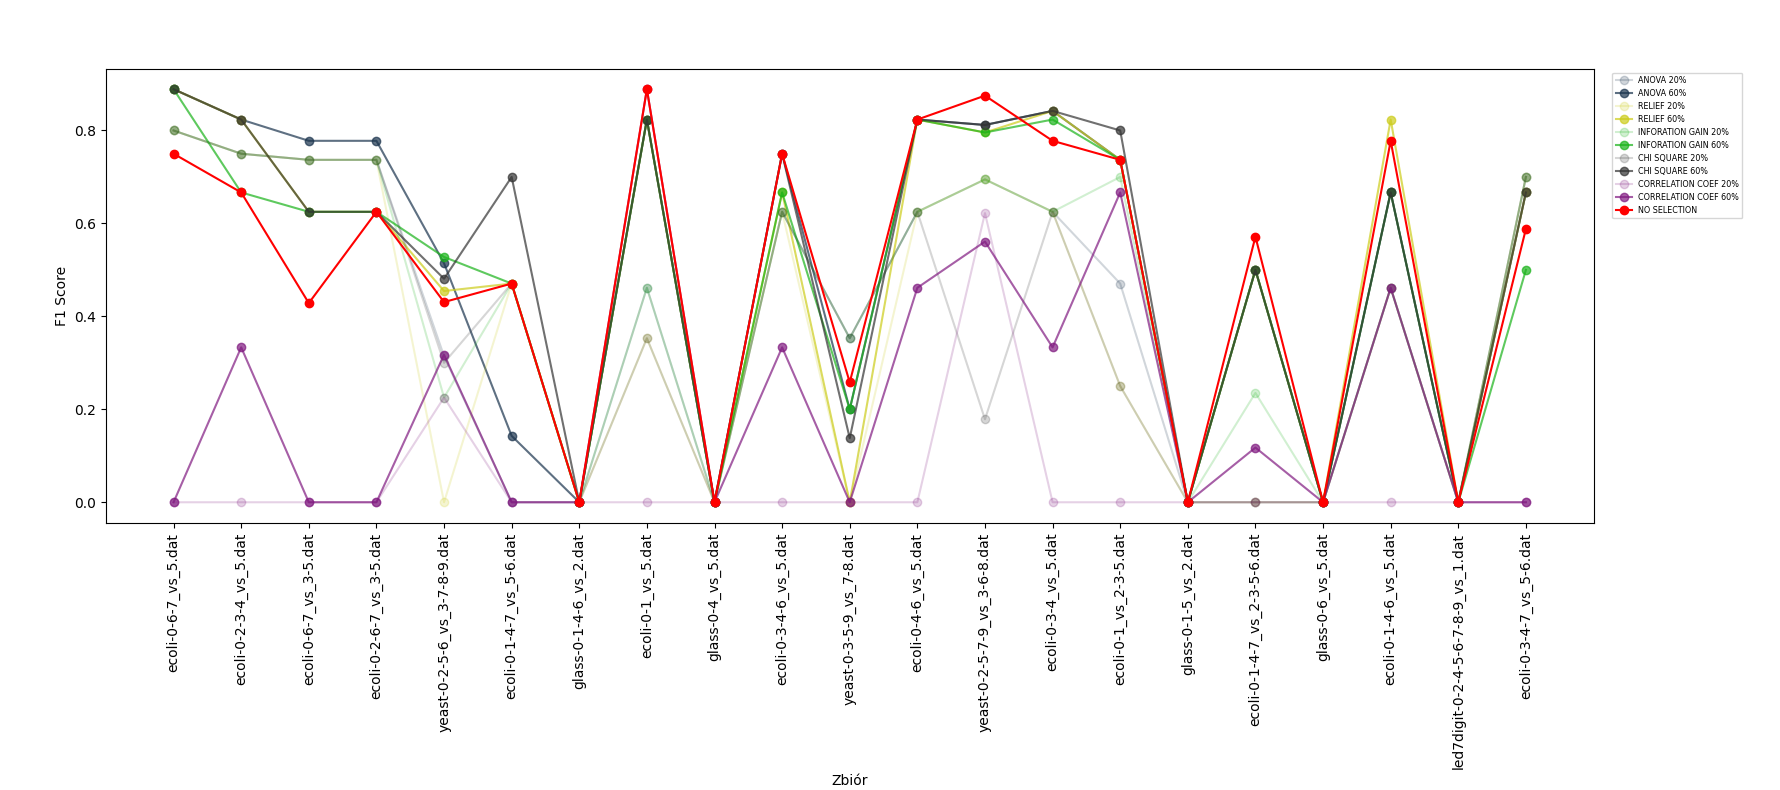 F1 Score
0.8
0.6
0.4
0.2
0.0
ecoli-0-6-7_vs_5.dat
ecoli-0-2-3-4_vs_5.dat
ecoli-0-6-7_vs_3-5.dat
ecoli-0-2-6-7_vs_3-5.dat
yeast-0-2-5-6_vs_3-7-8-9.dat
ecoli-0-1-4-7_vs_5-6.dat
glass-0-1-4-6_vs_2.dat
ecoli-0-1_vs_5.dat
glass-0-4_vs_5.dat
ecoli-0-3-4-6_vs_5.dat
yeast-0-3-5-9_vs_7-8.dat
ecoli-0-4-6_vs_5.dat
yeast-0-2-5-7-9_vs_3-6-8.dat
ecoli-0-3-4_vs_5.dat
ecoli-0-1_vs_2-3-5.dat
glass-0-1-5_vs_2.dat
ecoli-0-1-4-7_vs_2-3-5-6.dat
glass-0-6_vs_5.dat
ecoli-0-1-4-6_vs_5.dat
led7digit-0-2-4-5-6-7-8-9_vs_1.dat
ecoli-0-3-4-7_vs_5-6.dat
Zbiór
ANOVA 20%
ANOVA 60%
RELIEF 20%
RELIEF 60%
INFORATION GAIN 20%
INFORATION GAIN 60%
CHI SQUARE 20%
CHI SQUARE 60%
CORRELATION COEF 20%
CORRELATION COEF 60%
NO SELECTION